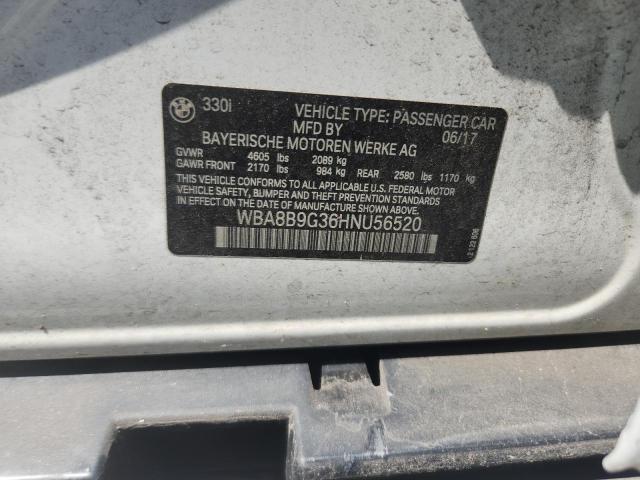 330i VEHICLE TYPE: PASSENGER CAR
MFD BY 06/17
BAYERISCHE MOTOREN WERKE AG
GVWR 4605 lbs 2089 kg
GAWR FRONT 2170 lbs 984 kg REAR 2580 lbs 1170 kg
THIS VEHICLE CONFORMS TO ALL APPLICABLE U.S. FEDERAL MOTOR
VEHICLE SAFETY, BUMPER AND THEFT PREVENTION STANDARDS IN
EFFECT ON THE DATE OF MANUFACTURE SHOWN ABOVE.
WBA8B9G36HNU56520